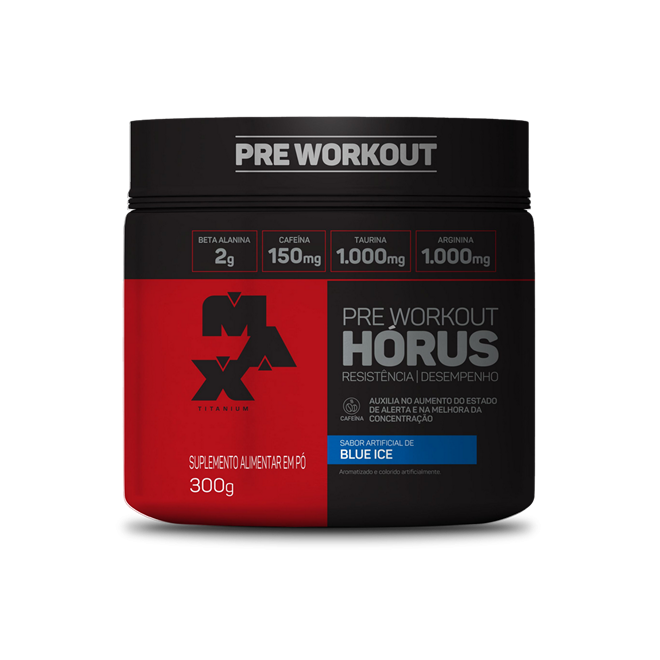 PRE WORKOUT
BETA ALANINA
2g
CAFEÍNA
150mg
TAURINA
1.000mg
ARGININA
1.000mg
MAX
TITANIUM
PRE WORKOUT
HÓRUS
RESISTÊNCIA | DESEMPENHO
CAFEÍNA
AUXILIA NO AUMENTO DO ESTADO
DE ALERTA E NA MELHORA DA
CONCENTRAÇÃO
SABOR ARTIFICIAL DE
BLUE ICE
Aromatizado e colorido artificialmente
SUPLEMENTO ALIMENTAR EM PÓ
300g